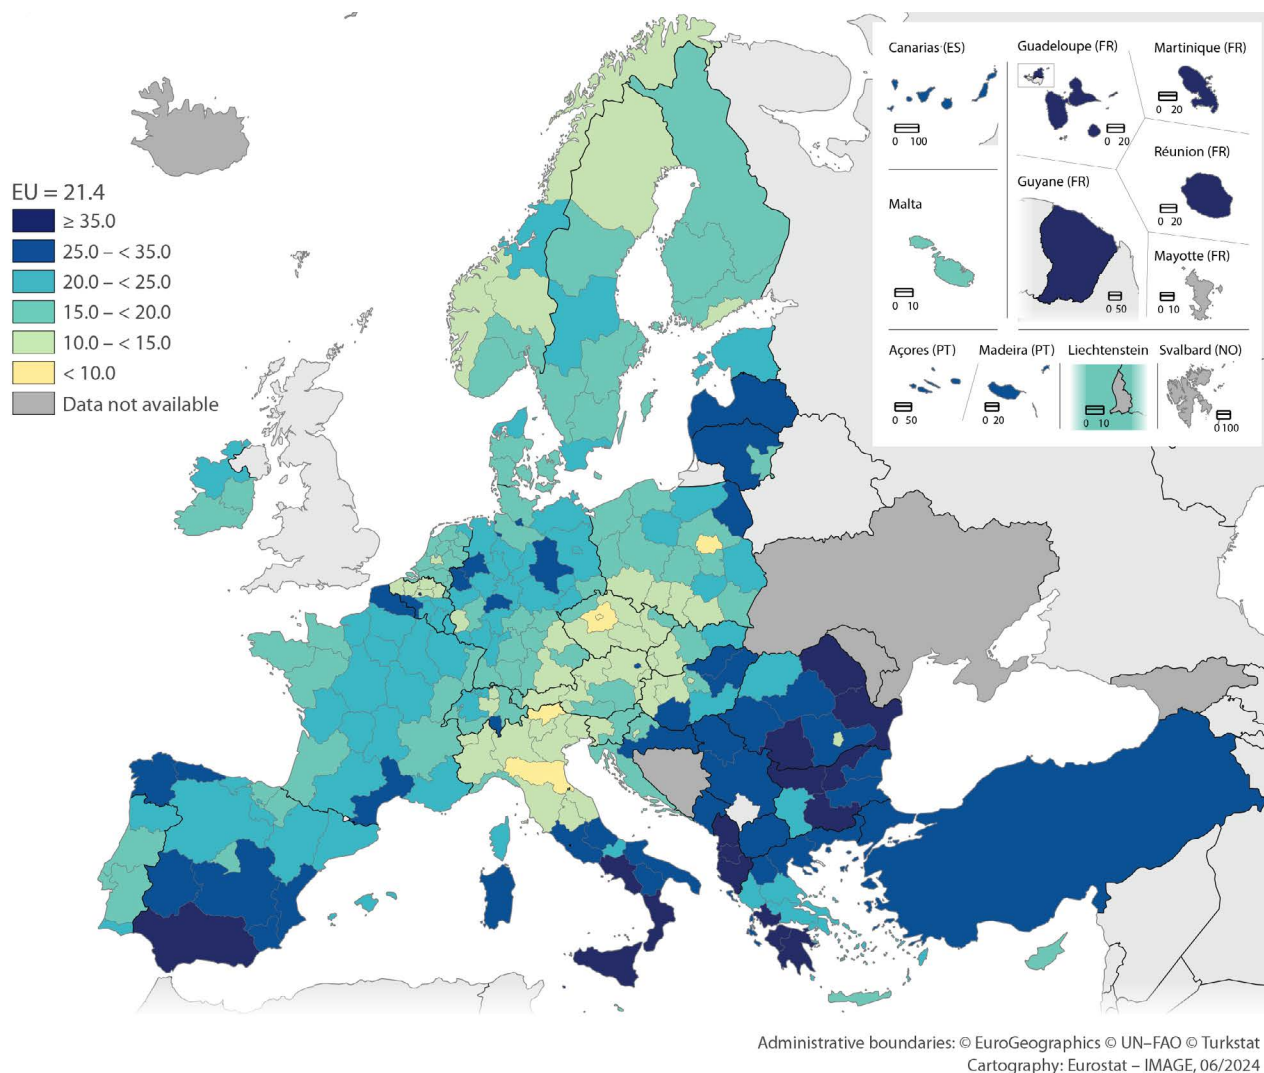 EU = 21.4
≥ 35.0
25.0 – < 35.0
20.0 – < 25.0
15.0 – < 20.0
10.0 – < 15.0
< 10.0
Data not available
Canarias (ES)
0 100
Guadeloupe (FR)
0 20
Martinique (FR)
0 20
Réunion (FR)
0 20
Malta
0 10
Guyane (FR)
0 50
Mayotte (FR)
0 10
Açores (PT)
0 50
Madeira (PT)
0 20
Liechtenstein
0 10
Svalbard (NO)
0 100
Administrative boundaries: © EuroGeographics © UN–FAO © Turkstat
Cartography: Eurostat – IMAGE, 06/2024